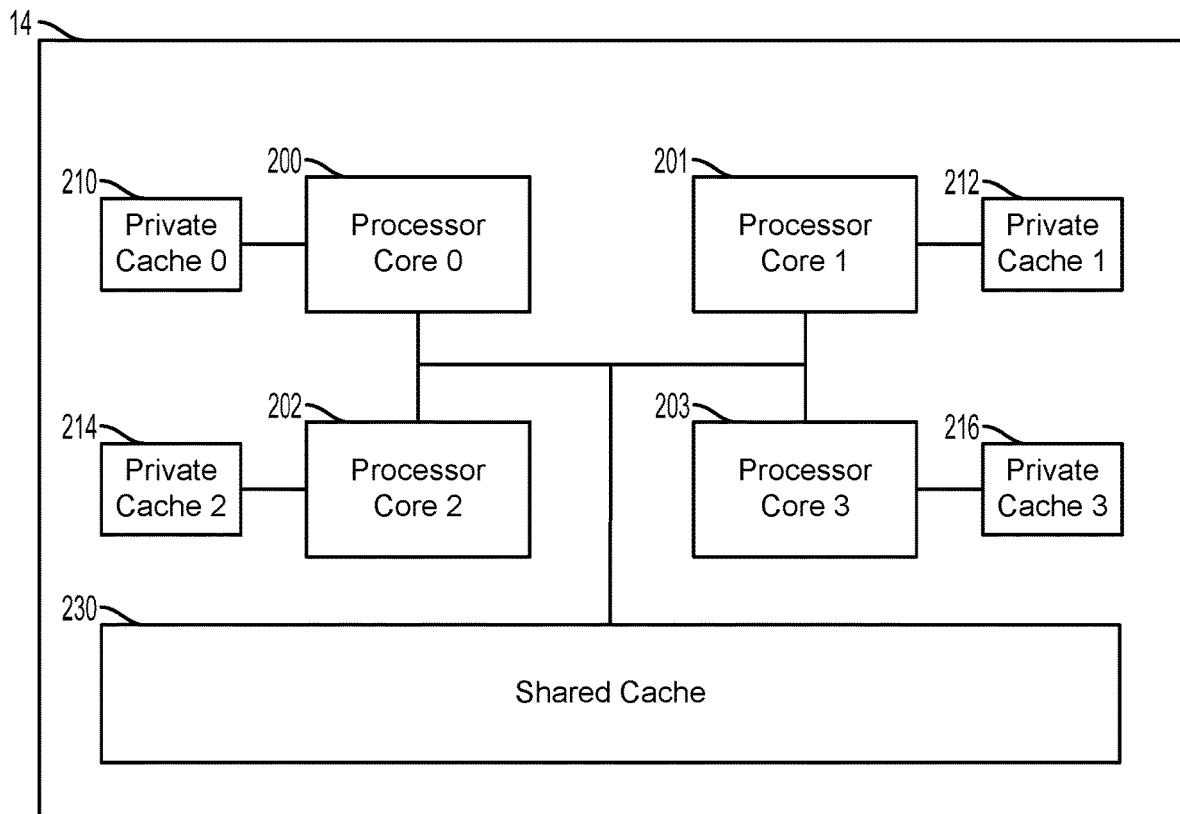 14
200
201
210
212
Private
Cache 0
Processor
Core 0
Processor
Core 1
Private
Cache 1
202
203
214
216
Private
Cache 2
Processor
Core 2
Processor
Core 3
Private
Cache 3
230
Shared Cache